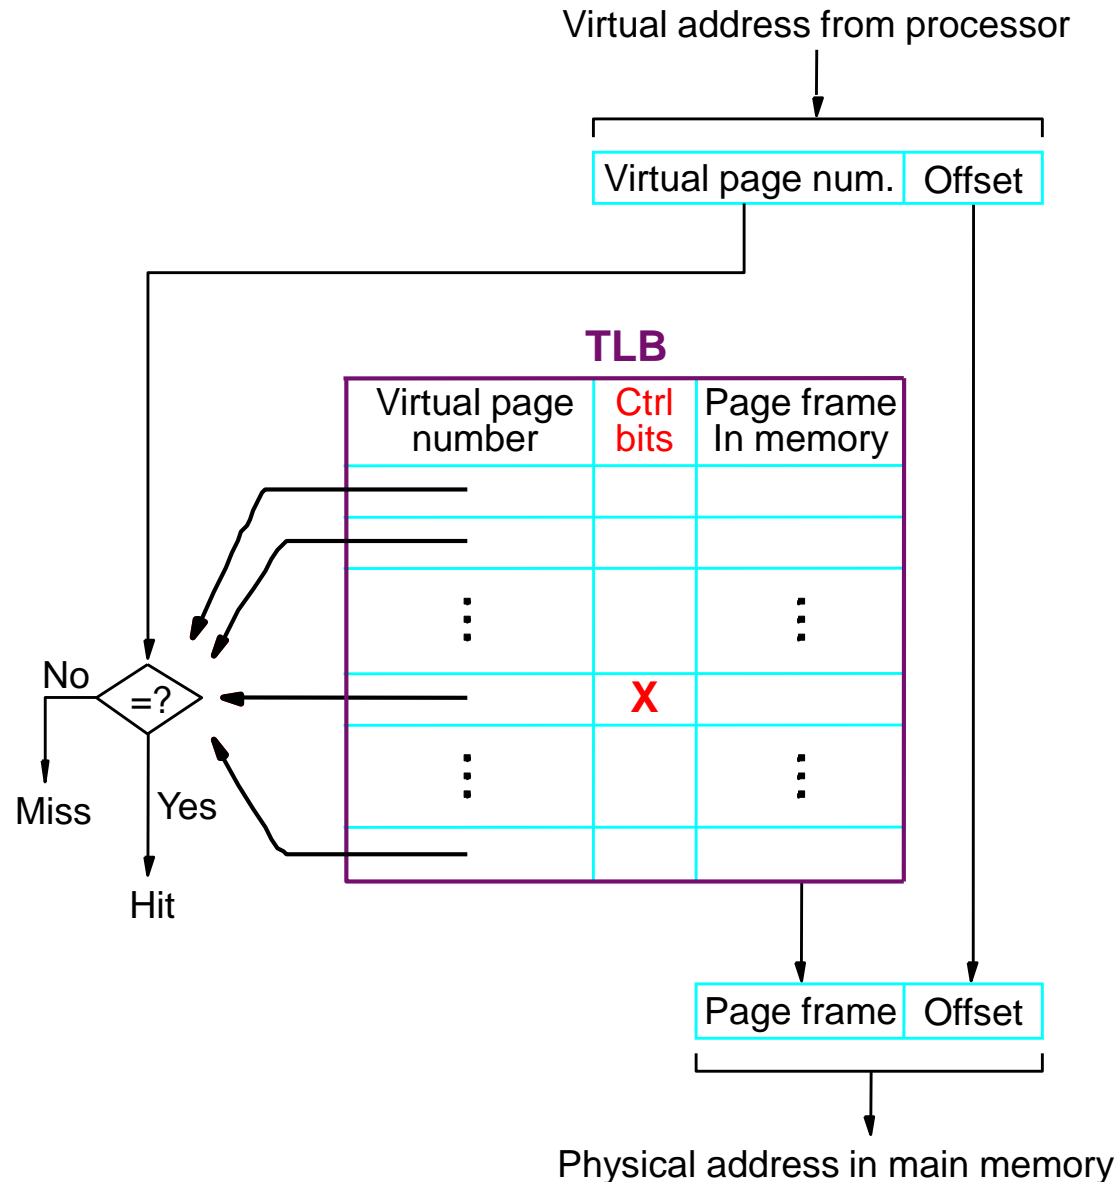 Virtual address from processor
Virtual page num. Offset
TLB
Virtual page number
Ctrl bits
Page frame In memory
X
No
=?
Miss
Yes
Hit
Page frame Offset
Physical address in main memory